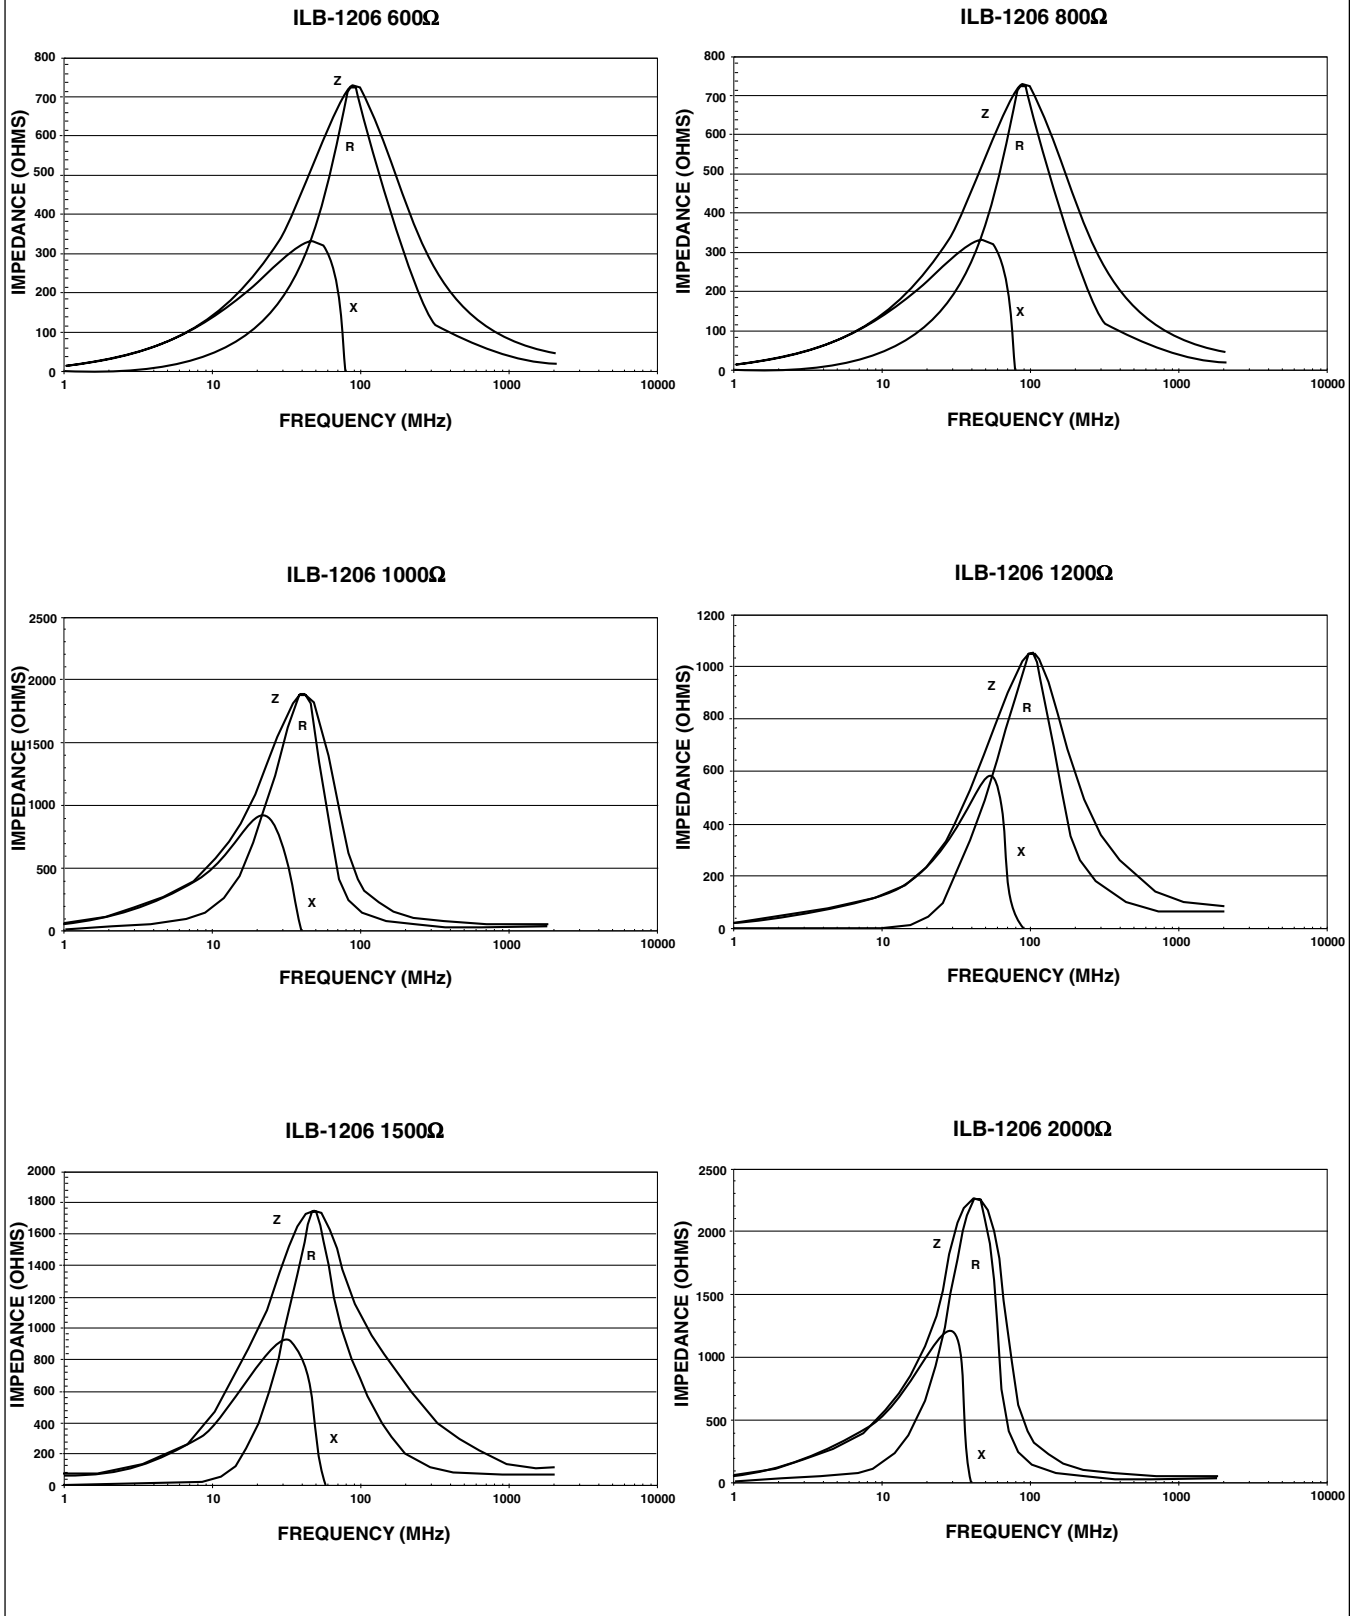 ILB-1206 600Ω
IMPEDANCE (OHMS)
800
700
600
500
400
300
200
100
0
Z
R
X
1 10 100 1000 10000
FREQUENCY (MHz)
ILB-1206 800Ω
IMPEDANCE (OHMS)
800
700
600
500
400
300
200
100
0
Z
R
X
1 10 100 1000 10000
FREQUENCY (MHz)
ILB-1206 1000Ω
IMPEDANCE (OHMS)
2500
2000
1500
1000
500
0
Z
R
X
1 10 100 1000 10000
FREQUENCY (MHz)
ILB-1206 1200Ω
IMPEDANCE (OHMS)
1200
1000
800
600
400
200
0
Z
R
X
1 10 100 1000 10000
FREQUENCY (MHz)
ILB-1206 1500Ω
IMPEDANCE (OHMS)
2000
1800
1600
1400
1200
1000
800
600
400
200
0
Z
R
X
1 10 100 1000 10000
FREQUENCY (MHz)
ILB-1206 2000Ω
IMPEDANCE (OHMS)
2500
2000
1500
1000
500
0
Z
R
X
1 10 100 1000 10000
FREQUENCY (MHz)